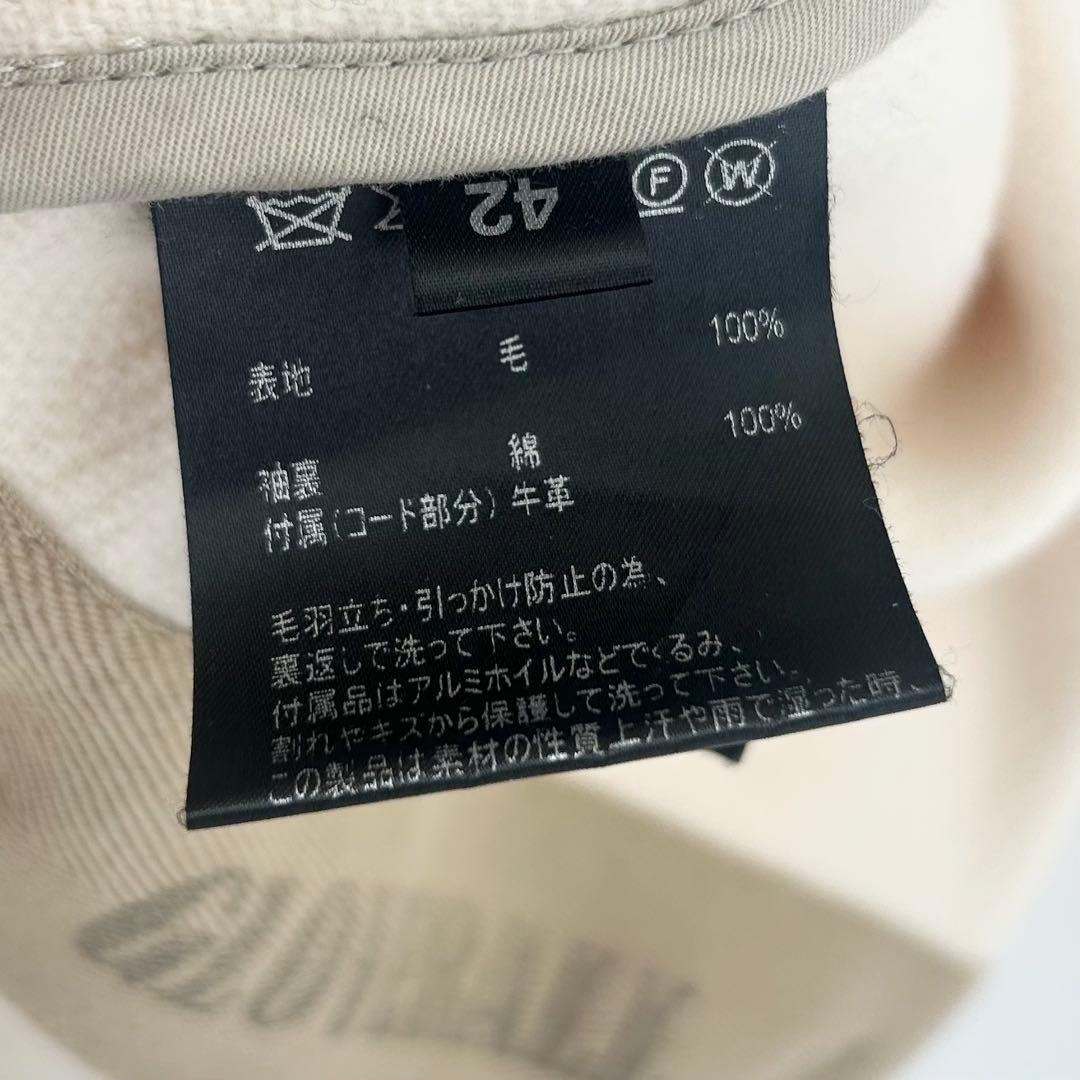 42
F W
表地 毛 100%
袖裏 綿 100%
付属(コード部分) 牛革
毛羽立ち・引っかけ防止の為、
裏返しで洗って下さい。
付属品はアルミホイルなどでくるみ、
割れやキズから保護して洗って下さい。
この製品は素材の性質上汗や雨で湿った時、